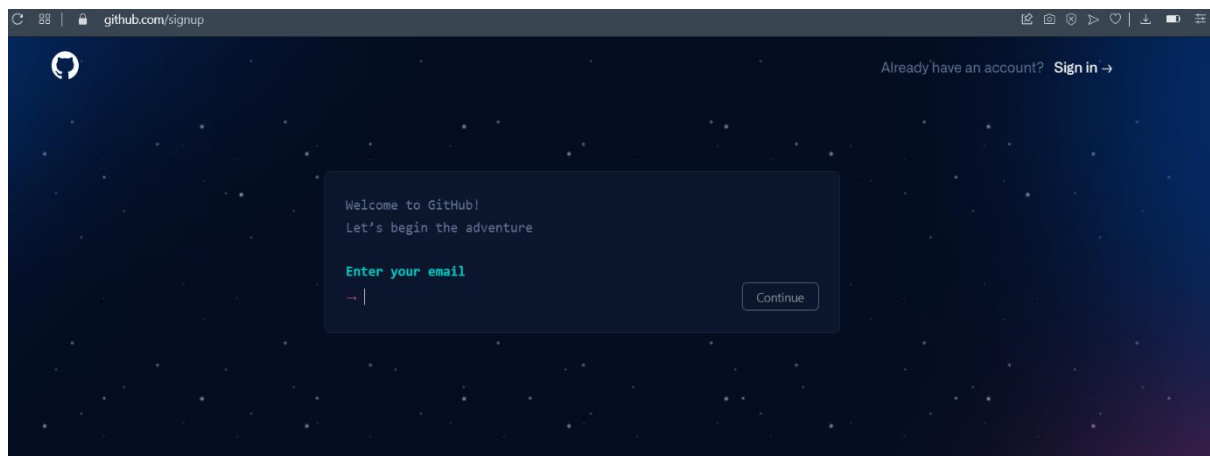 github.com/signup
Already have an account? Sign in →
Welcome to GitHub!
Let’s begin the adventure
Enter your email
→
Continue